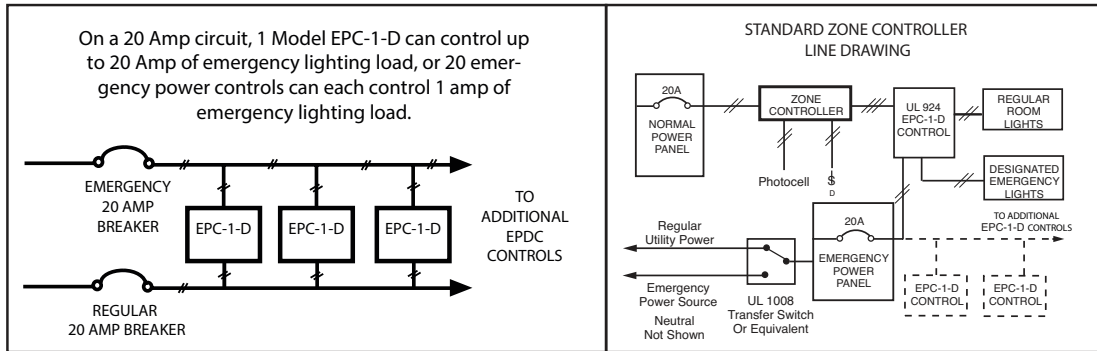 On a 20 Amp circuit, 1 Model EPC-1-D can control up
to 20 Amp of emergency lighting load, or 20 emer-
gency power controls can each control 1 amp of
emergency lighting load.
EMERGENCY
20 AMP
BREAKER
EPC-1-D
EPC-1-D
EPC-1-D
TO
ADDITIONAL
EPDC
CONTROLS
REGULAR
20 AMP BREAKER
STANDARD ZONE CONTROLLER
LINE DRAWING
20A
NORMAL
POWER
PANEL
ZONE
CONTROLLER
UL 924
EPC-1-D
CONTROL
REGULAR
ROOM
LIGHTS
Photocell
S
D
DESIGNATED
EMERGENCY
LIGHTS
Regular
Utility Power
20A
EMERGENCY
POWER
PANEL
TO ADDITIONAL
EPC-1-D CONTROLS
Emergency
Power Source
Neutral
Not Shown
UL 1008
Transfer Switch
Or Equivalent
EPC-1-D
CONTROL
EPC-1-D
CONTROL